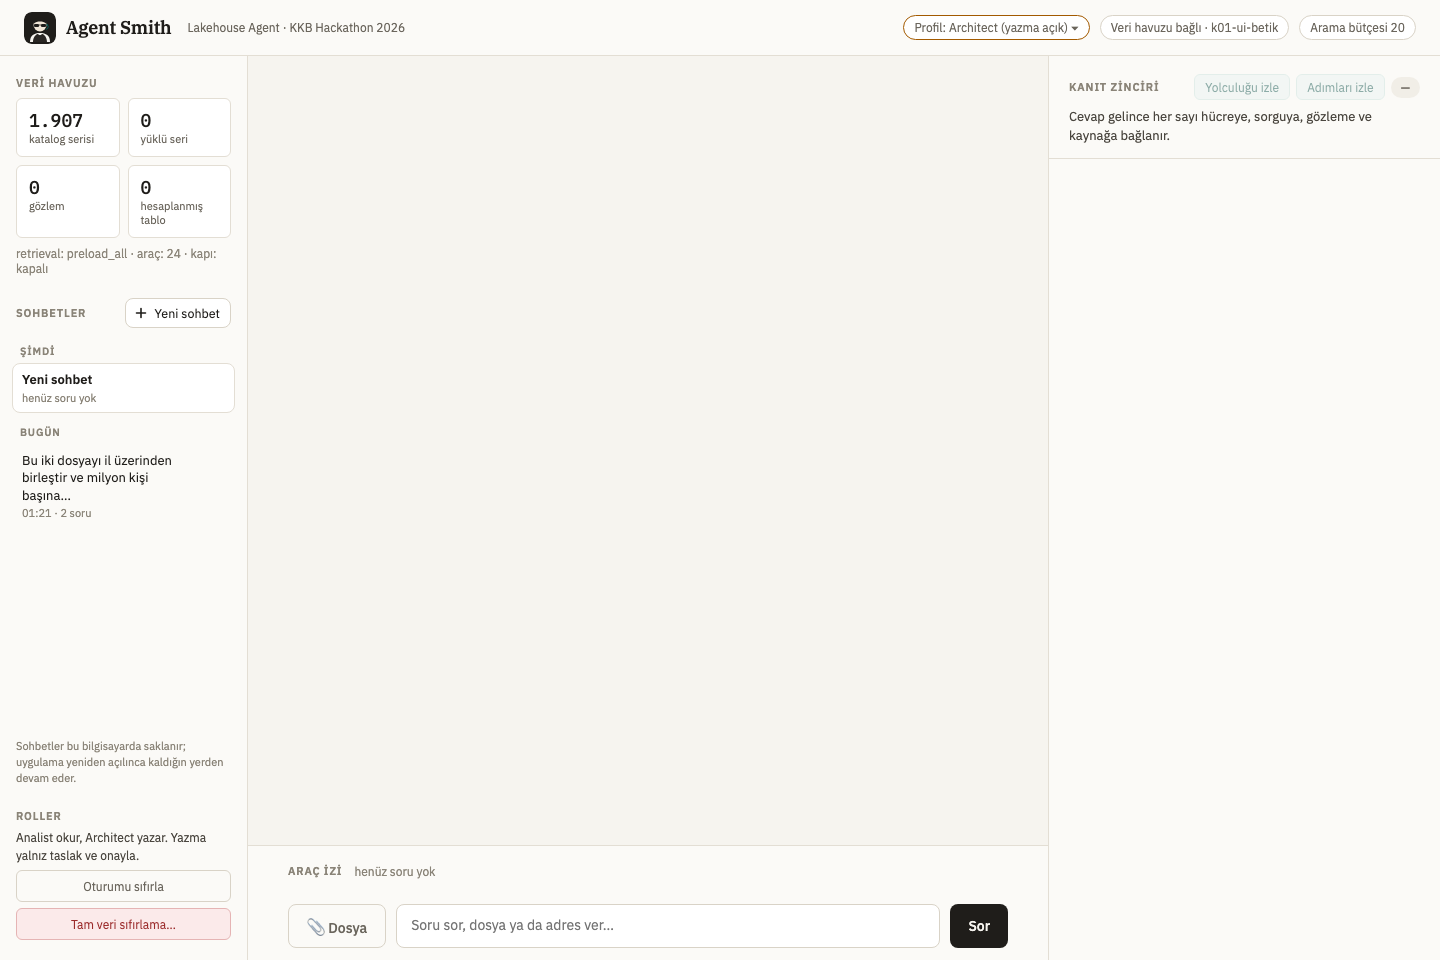 Agent Smith
Lakehouse Agent · KKB Hackathon 2026
Profil: Architect (yazma açık)
Veri havuzu bağlı · k01-ui-betik
Arama bütçesi 20
VERİ HAVUZU
1.907
katalog serisi
0
yüklü seri
0
gözlem
0
hesaplanmış
tablo
retrieval: preload_all · araç: 24 · kapı:
kapalı
SOHBETLER
+ Yeni sohbet
ŞİMDİ
Yeni sohbet
henüz soru yok
BUGÜN
Bu iki dosyayı il üzerinden
birleştir ve milyon kişi
başına...
01:21 · 2 soru
Sohbetler bu bilgisayarda saklanır;
uygulama yeniden açılınca kaldığın yerden
devam eder.
ROLLER
Analist okur, Architect yazar. Yazma
yalnız taslak ve onayla.
Oturumu sıfırla
Tam veri sıfırlama...
ARAÇ İZİ henüz soru yok
Dosya
Soru sor, dosya ya da adres ver...
Sor
KANIT ZİNCİRİ
Yolculuğu izle
Adımları izle
–
Cevap gelince her sayı hücreye, sorguya, gözleme ve
kaynağa bağlanır.